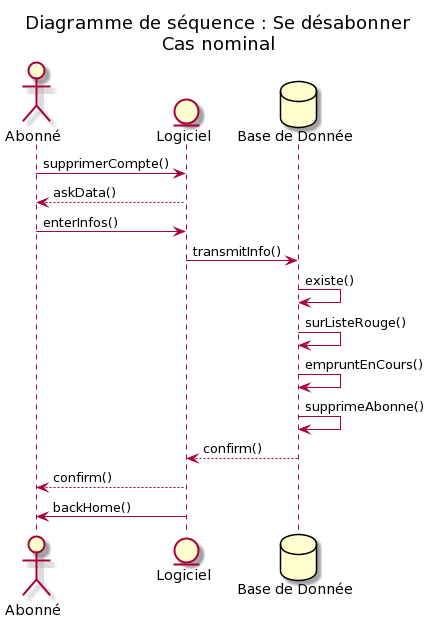 Diagramme de séquence : Se désabonner
Cas nominal
Abonné
Logiciel
Base de Donnée
supprimerCompte()
askData()
enterInfos()
transmitInfo()
existe()
surListeRouge()
empruntEnCours()
supprimeAbonne()
confirm()
confirm()
backHome()
Abonné
Logiciel
Base de Donnée